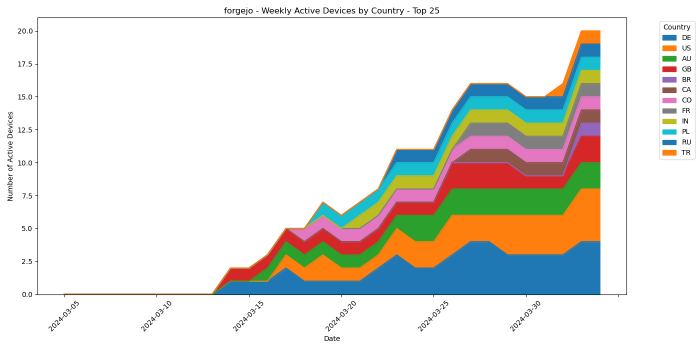 forgejo - Weekly Active Devices by Country - Top 25
Number of Active Devices
20.0
17.5
15.0
12.5
10.0
7.5
5.0
2.5
0.0
2024-03-05
2024-03-10
2024-03-15
2024-03-20
2024-03-25
2024-03-30
Date
Country
DE
US
AU
GB
BR
CA
CO
FR
IN
PL
RU
TR